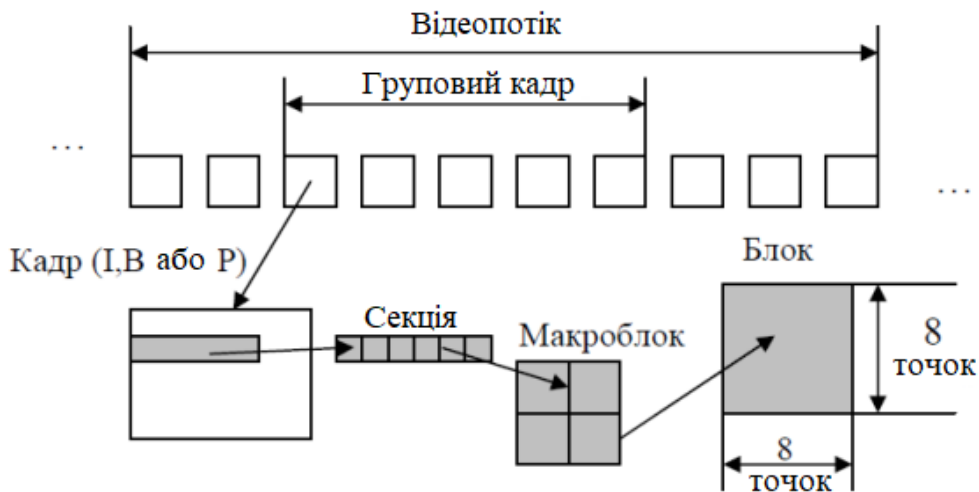 Відеопотік
Груповий кадр
...
...
Кадр (I,B або P)
Блок
Секція
Макроблок
8
точок
8
точок